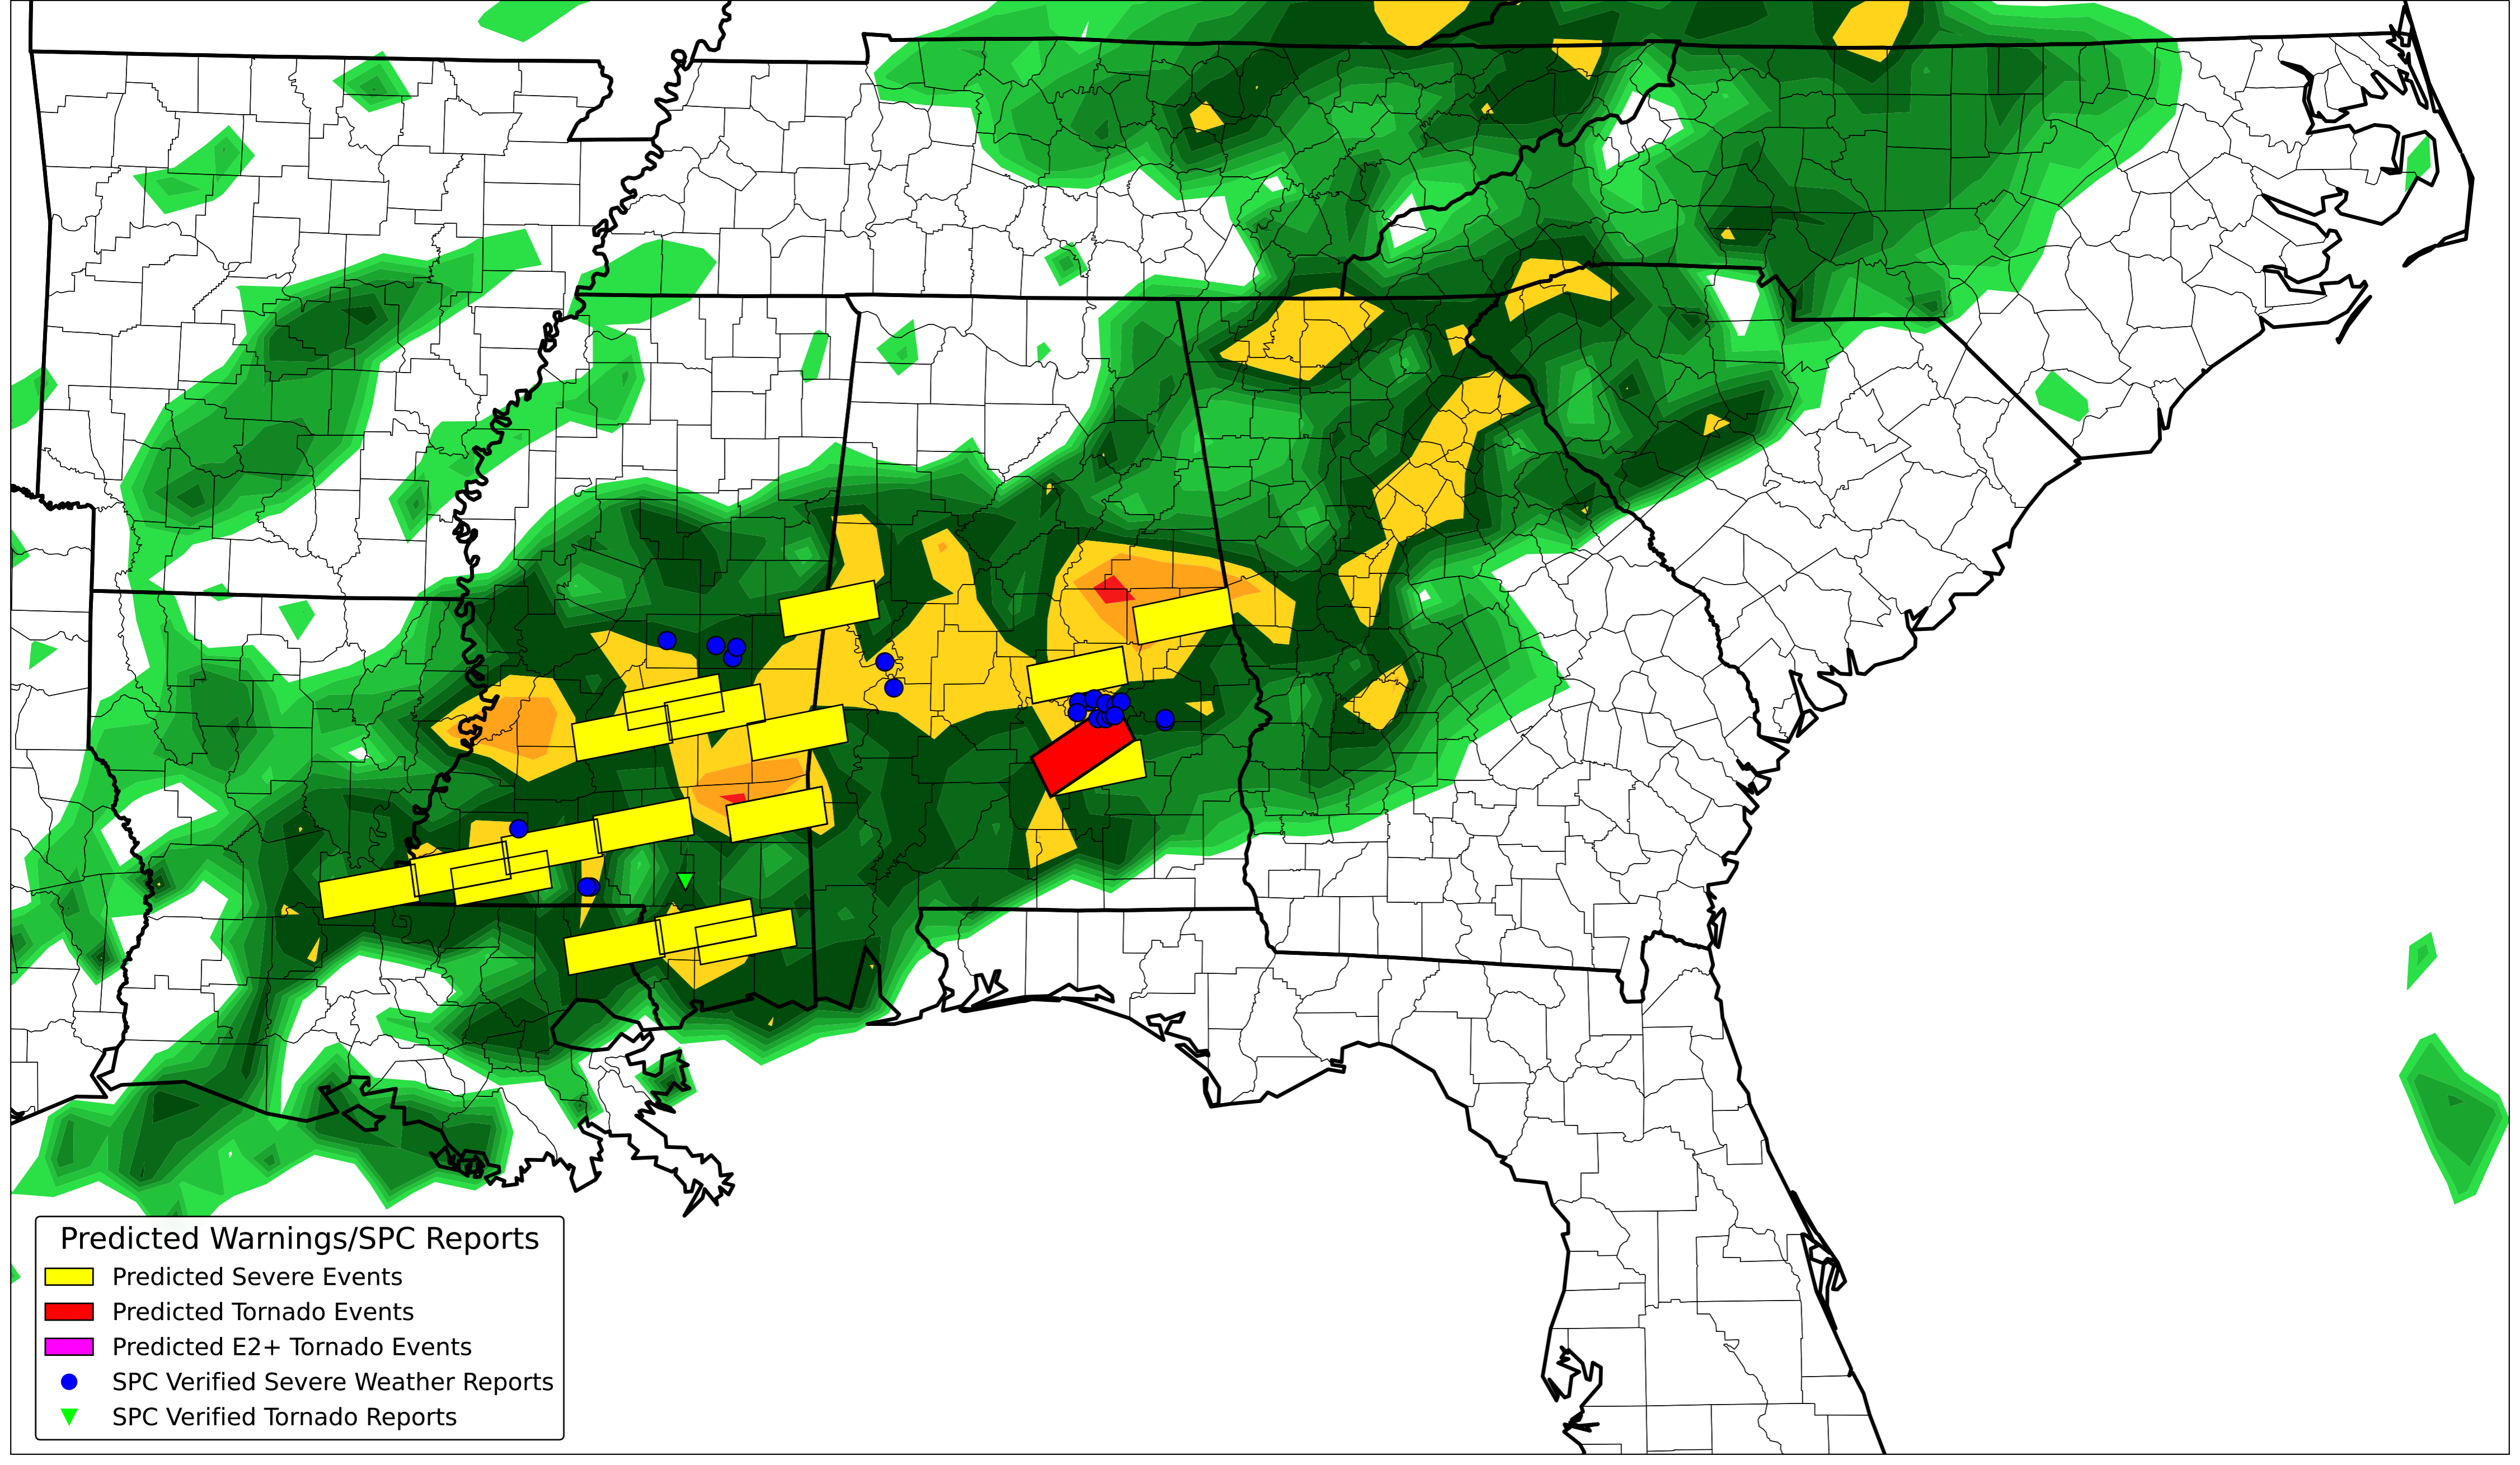 Predicted Warnings/SPC Reports
Predicted Severe Events
Predicted Tornado Events
Predicted E2+ Tornado Events
SPC Verified Severe Weather Reports
SPC Verified Tornado Reports